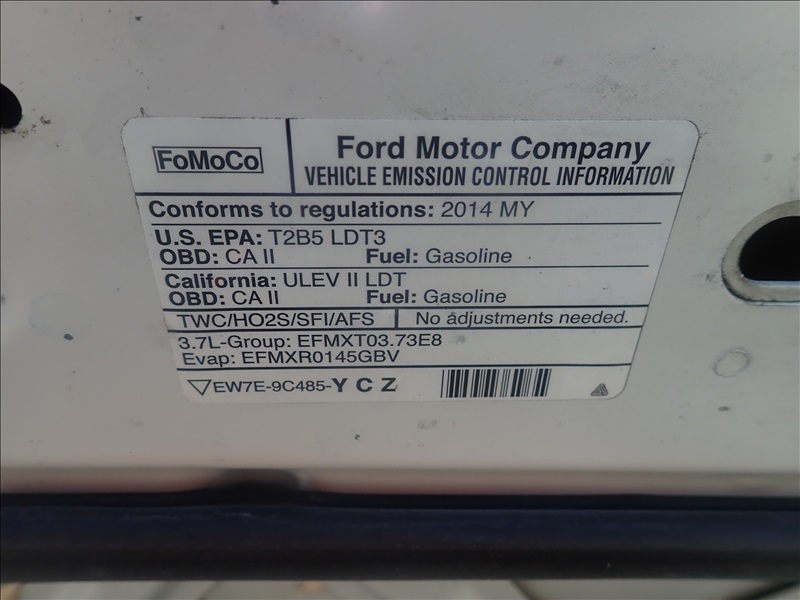 FoMoCo
Ford Motor Company
VEHICLE EMISSION CONTROL INFORMATION
Conforms to regulations: 2014 MY
U.S. EPA: T2B5 LDT3
OBD: CA II Fuel: Gasoline
California: ULEV II LDT
OBD: CA II Fuel: Gasoline
TWC/HO2S/SFI/AFS No adjustments needed.
3.7L-Group: EFMXT03.73E8
Evap: EFMXR0145GBV
EW7E-9C485-Y C Z